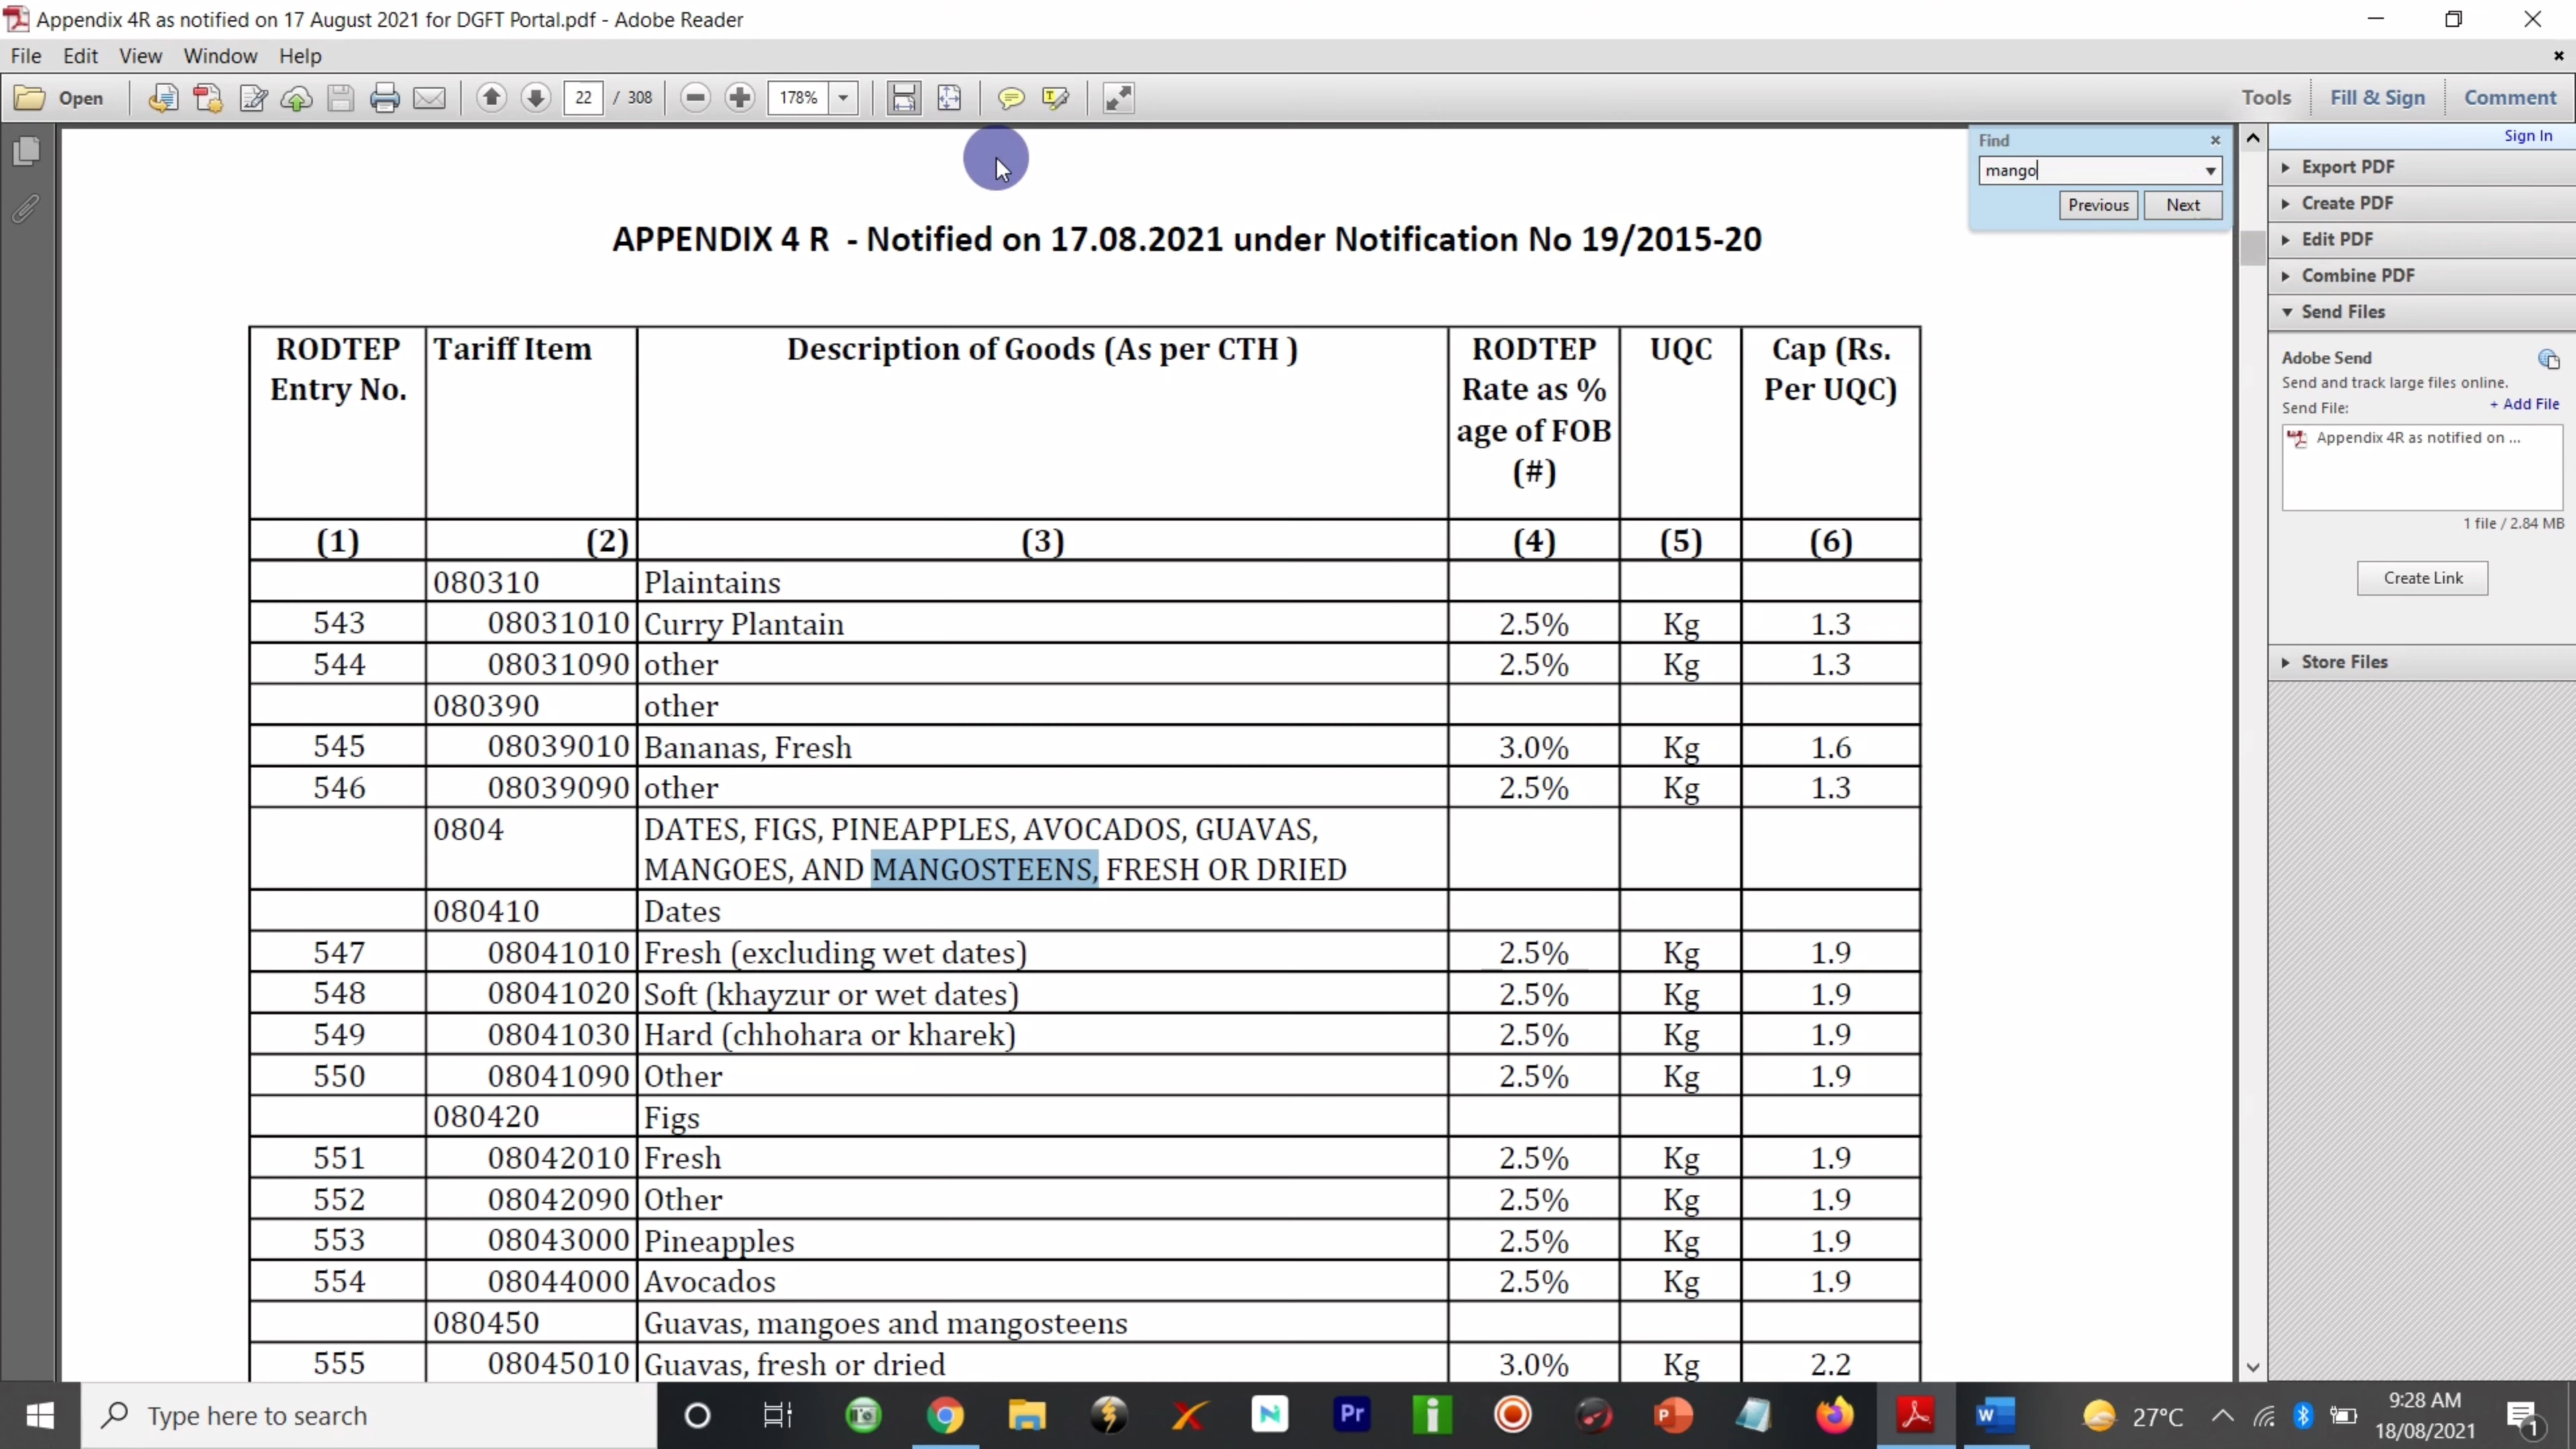 Appendix 4R as notified on 17 August 2021 for DGFT Portal.pdf - Adobe Reader
File Edit View Window Help
Open 22 / 308 178% Tools Fill & Sign Comment
Find
mango
Previous Next
Sign In
Export PDF
Create PDF
Edit PDF
Combine PDF
Send Files
Adobe Send
Send and track large files online.
Send File: + Add File
Appendix 4R as notified on ...
1 file / 2.84 MB
Create Link
Store Files
APPENDIX 4 R - Notified on 17.08.2021 under Notification No 19/2015-20
RODTEP Entry No. Tariff Item Description of Goods (As per CTH ) RODTEP Rate as % age of FOB (#) UQC Cap (Rs. Per UQC)
(1) (2) (3) (4) (5) (6)
080310 Plaintains
543 08031010 Curry Plantain 2.5% Kg 1.3
544 08031090 other 2.5% Kg 1.3
080390 other
545 08039010 Bananas, Fresh 3.0% Kg 1.6
546 08039090 other 2.5% Kg 1.3
0804 DATES, FIGS, PINEAPPLES, AVOCADOS, GUAVAS,
MANGOES, AND MANGOSTEENS, FRESH OR DRIED
080410 Dates
547 08041010 Fresh (excluding wet dates) 2.5% Kg 1.9
548 08041020 Soft (khayzur or wet dates) 2.5% Kg 1.9
549 08041030 Hard (chhohara or kharek) 2.5% Kg 1.9
550 08041090 Other 2.5% Kg 1.9
080420 Figs
551 08042010 Fresh 2.5% Kg 1.9
552 08042090 Other 2.5% Kg 1.9
553 08043000 Pineapples 2.5% Kg 1.9
554 08044000 Avocados 2.5% Kg 1.9
080450 Guavas, mangoes and mangosteens
555 08045010 Guavas, fresh or dried 3.0% Kg 2.2
Type here to search
27°C
9:28 AM
18/08/2021
1